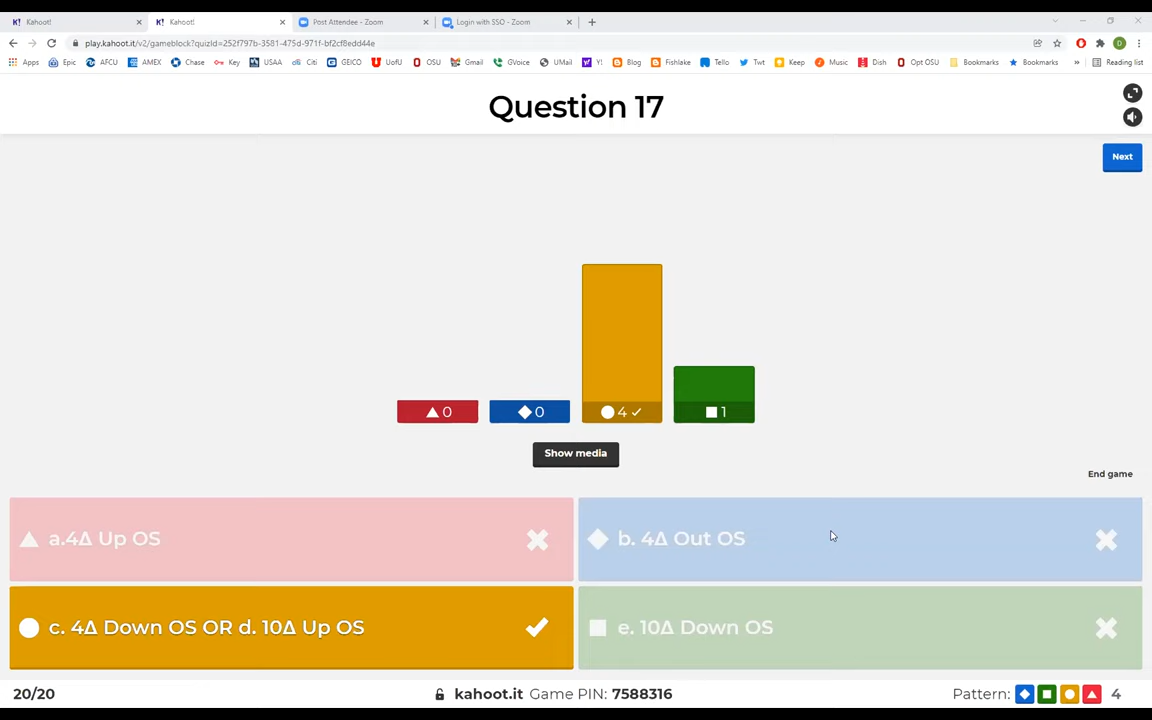 Kahoot!
Kahoot!
Post Attendee - Zoom
Login with SSO - Zoom
play.kahoot.it/v2/gameblock?quizId=252f797b-3581-475d-971f-bf2cf8edd44e
Apps Epic AFCU AMEX Chase Key USAA Citi GEICO UofU OSU Gmail GVoice UMail Y! Blog Fishlake Tello Twt Keep Music Dish Opt OSU Bookmarks Bookmarks » Reading list
Question 17
Next
0
0
4
1
Show media
End game
a.4Δ Up OS
b. 4Δ Out OS
c. 4Δ Down OS OR d. 10Δ Up OS
e. 10Δ Down OS
20/20
kahoot.it Game PIN: 7588316
Pattern: 4